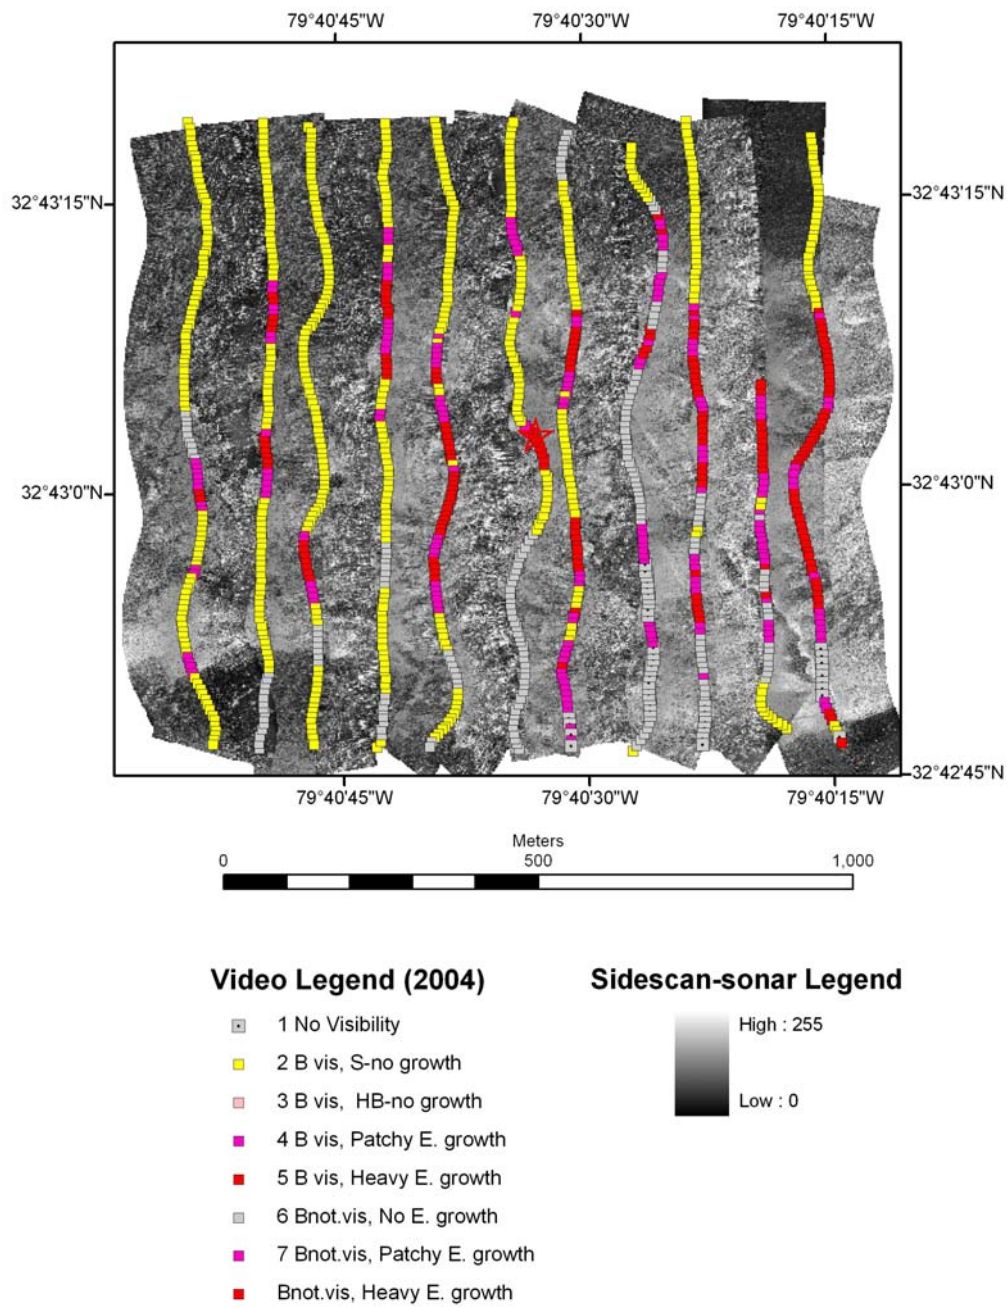 79°40'45"W 79°40'30"W 79°40'15"W
32°43'15"N 32°43'15"N
32°43'0"N 32°43'0"N
32°42'45"N
79°40'45"W 79°40'30"W 79°40'15"W
Meters
0 500 1,000
Video Legend (2004)
1 No Visibility
2 B vis, S-no growth
3 B vis, HB-no growth
4 B vis, Patchy E. growth
5 B vis, Heavy E. growth
6 Bnot.vis, No E. growth
7 Bnot.vis, Patchy E. growth
Bnot.vis, Heavy E. growth
Sidescan-sonar Legend
High : 255
Low : 0